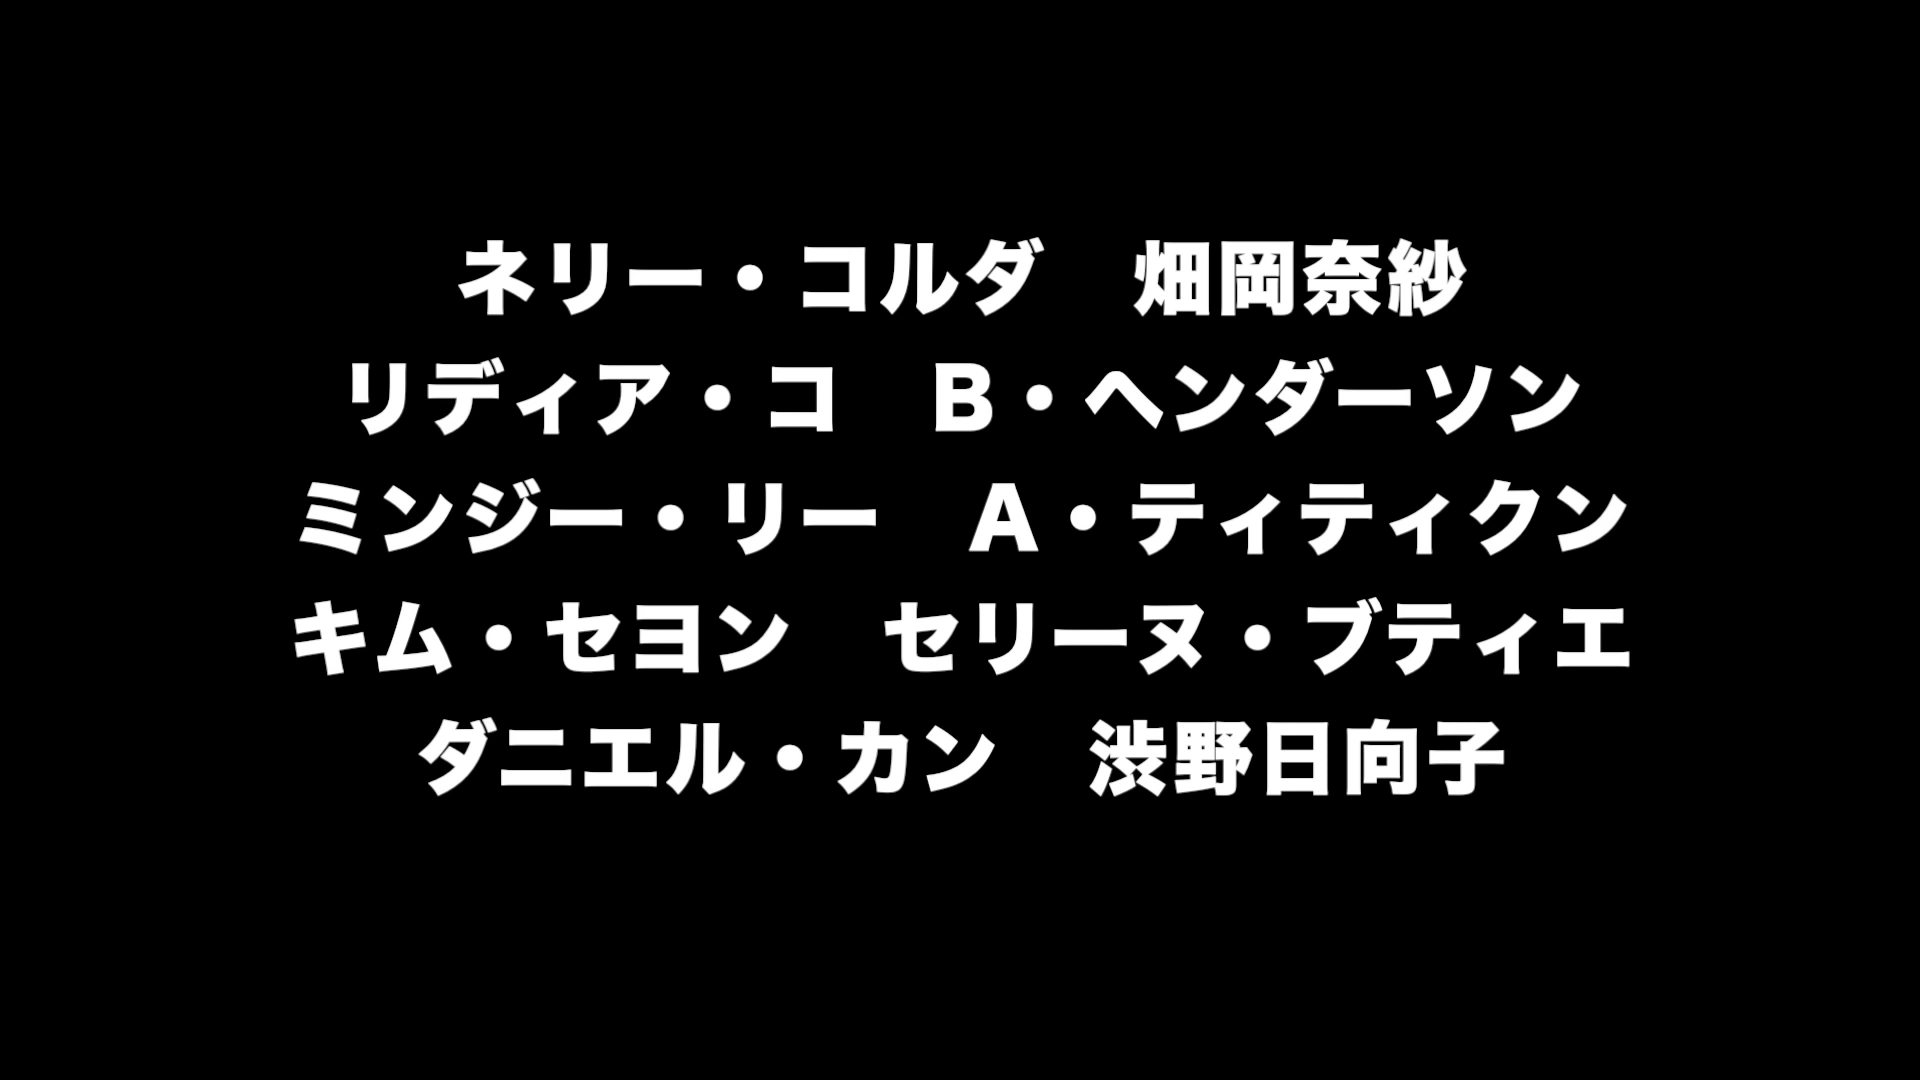 ネリー・コルダ　畑岡奈紗
リディア・コ　B・ヘンダーソン
ミンジー・リー　A・ティティクン
キム・セヨン　セリーヌ・ブティエ
ダニエル・カン　渋野日向子